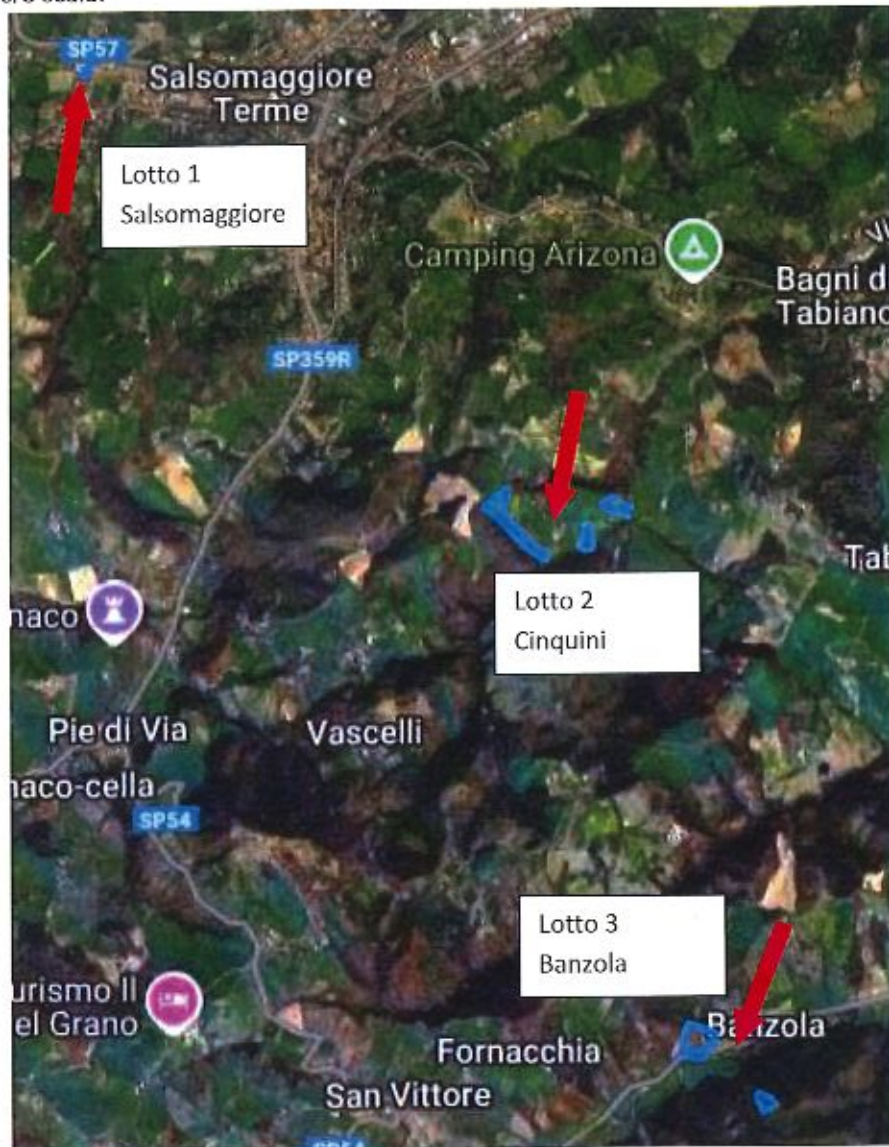 SP57
Salsomaggiore
Terme
Lotto 1
Salsomaggiore
Camping Arizona
Bagni d
Tabiano
SP359R
Tab
naco
Lotto 2
Cinquini
Pie di Via
Vascelli
naco-cella
SP54
Lotto 3
Banzola
urismo Il
el Grano
Banzola
Fornacchia
San Vittore
SP54